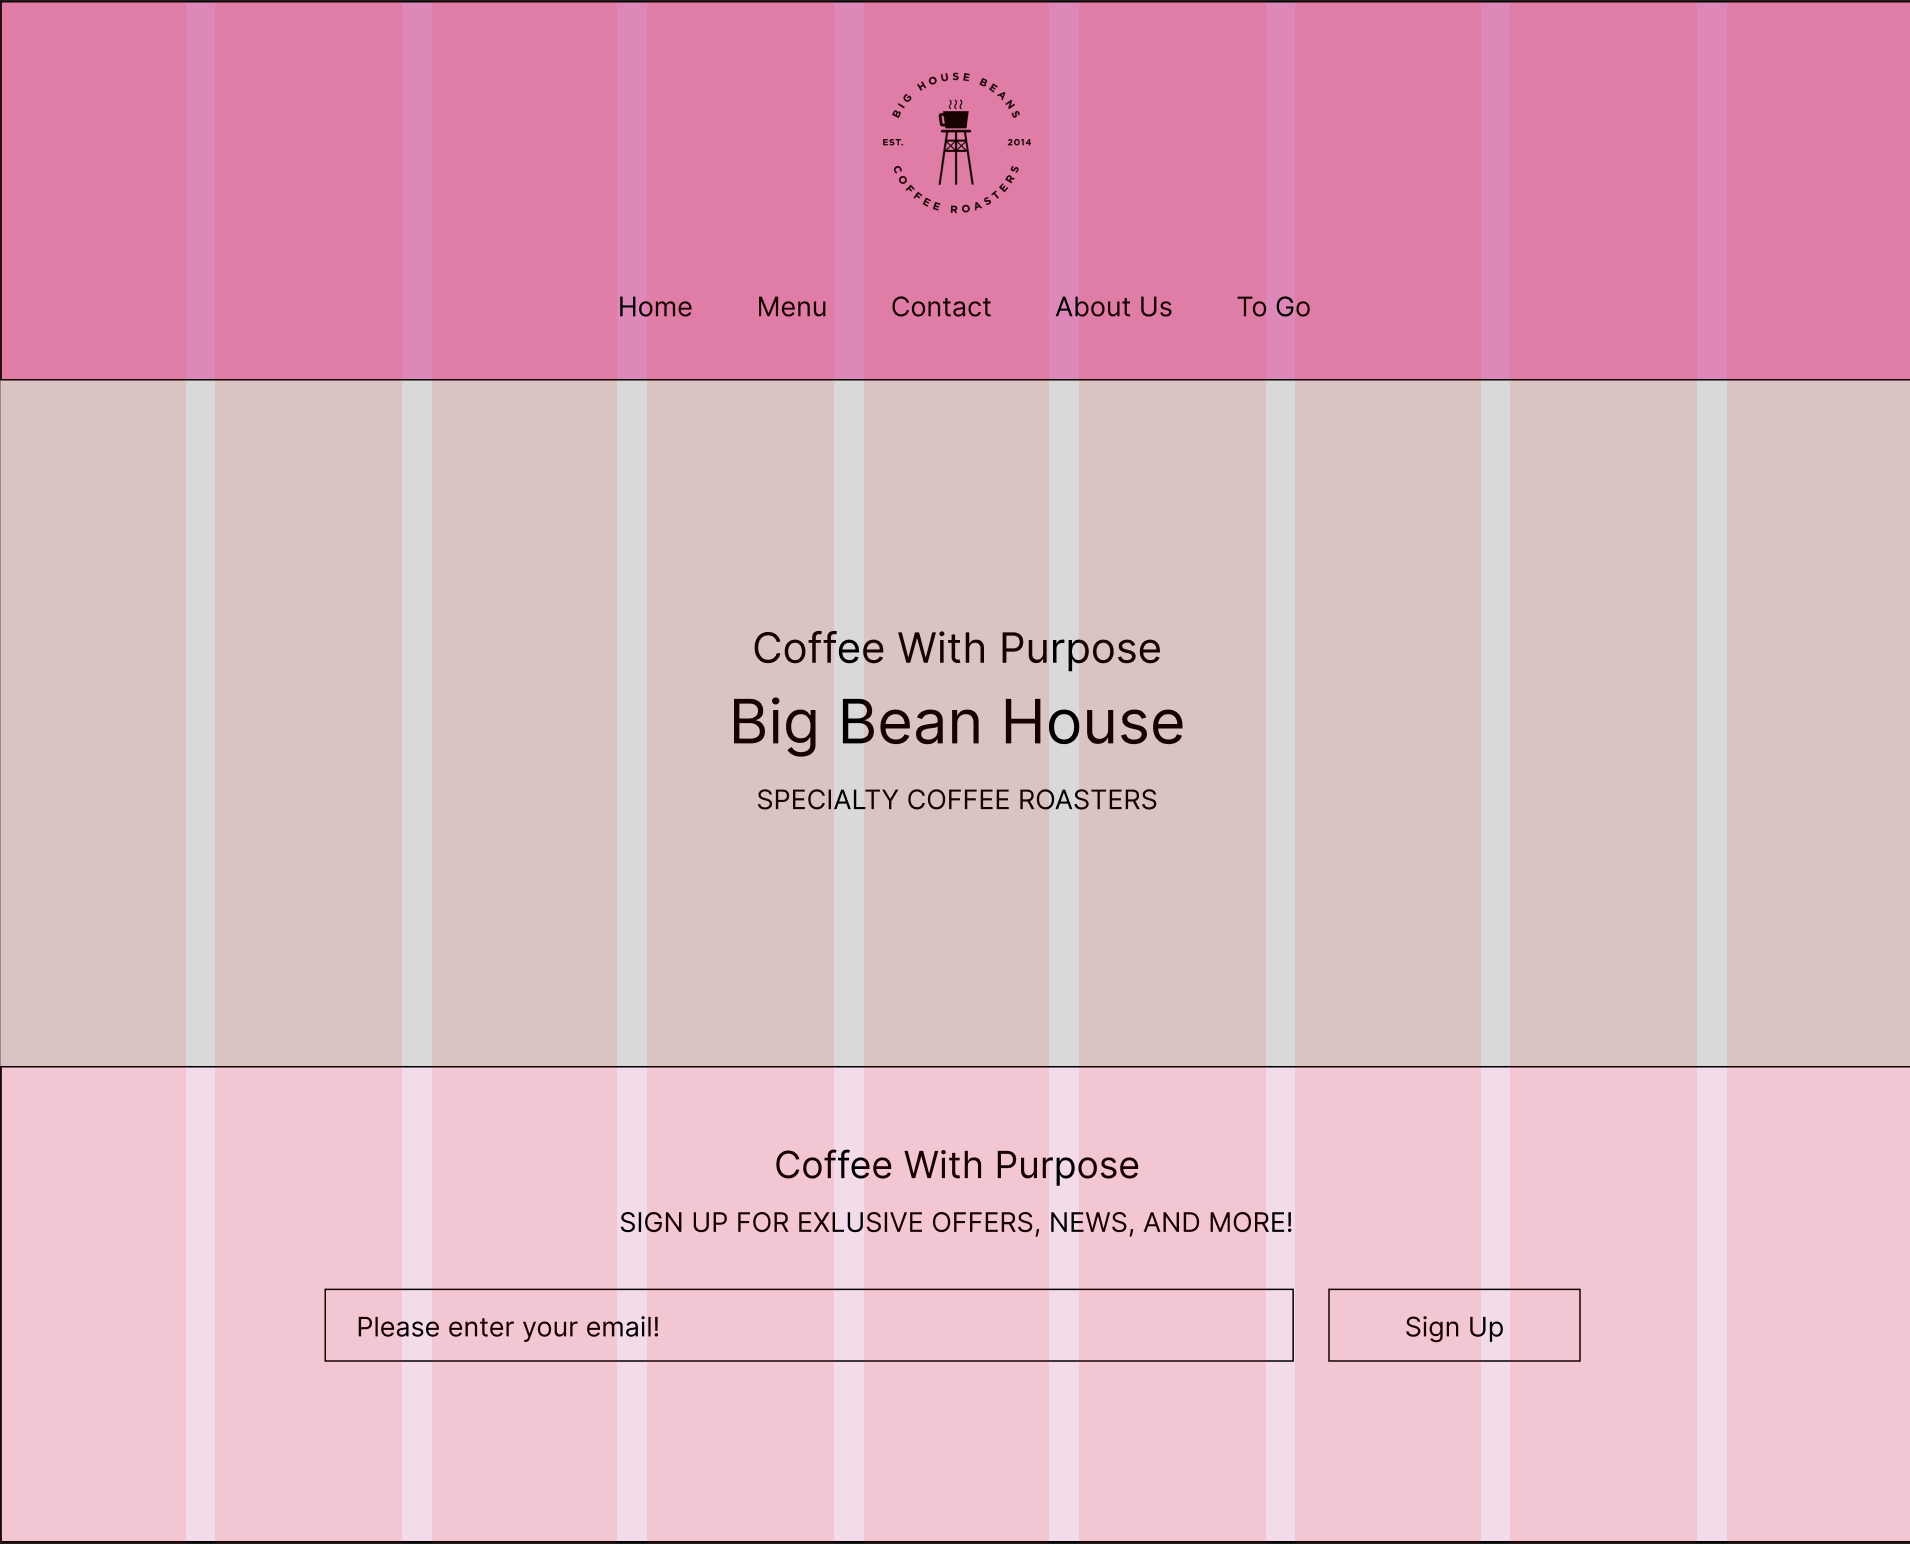 BIG HOUSE BEANS
EST. 2014
COFFEE ROASTERS
Home Menu Contact About Us To Go
Coffee With Purpose
Big Bean House
SPECIALTY COFFEE ROASTERS
Coffee With Purpose
SIGN UP FOR EXLUSIVE OFFERS, NEWS, AND MORE!
Please enter your email! Sign Up